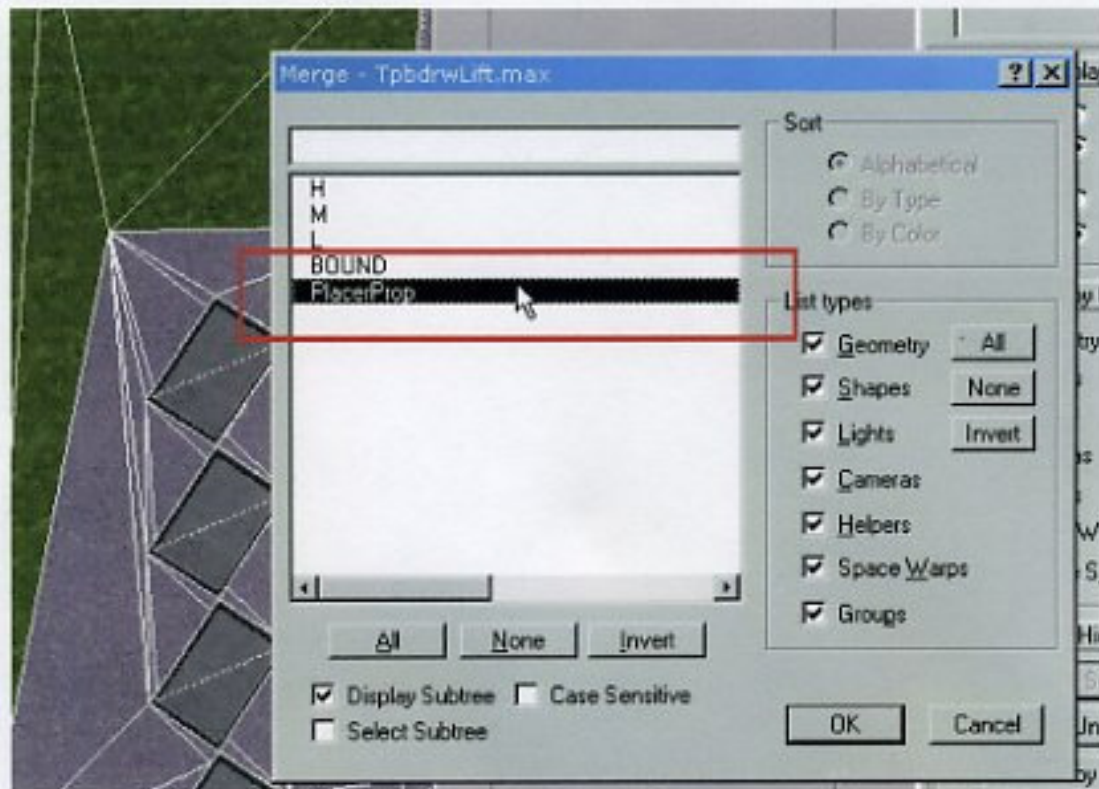 Merge - TpbdrwLift.max
H
M
L
BOUND
PlacerProp
All
None
Invert
Display Subtree
Case Sensitive
Select Subtree
Sort
Alphabetical
By Type
By Color
List types
Geometry
All
Shapes
None
Lights
Invert
Cameras
Helpers
Space Warps
Groups
OK
Cancel